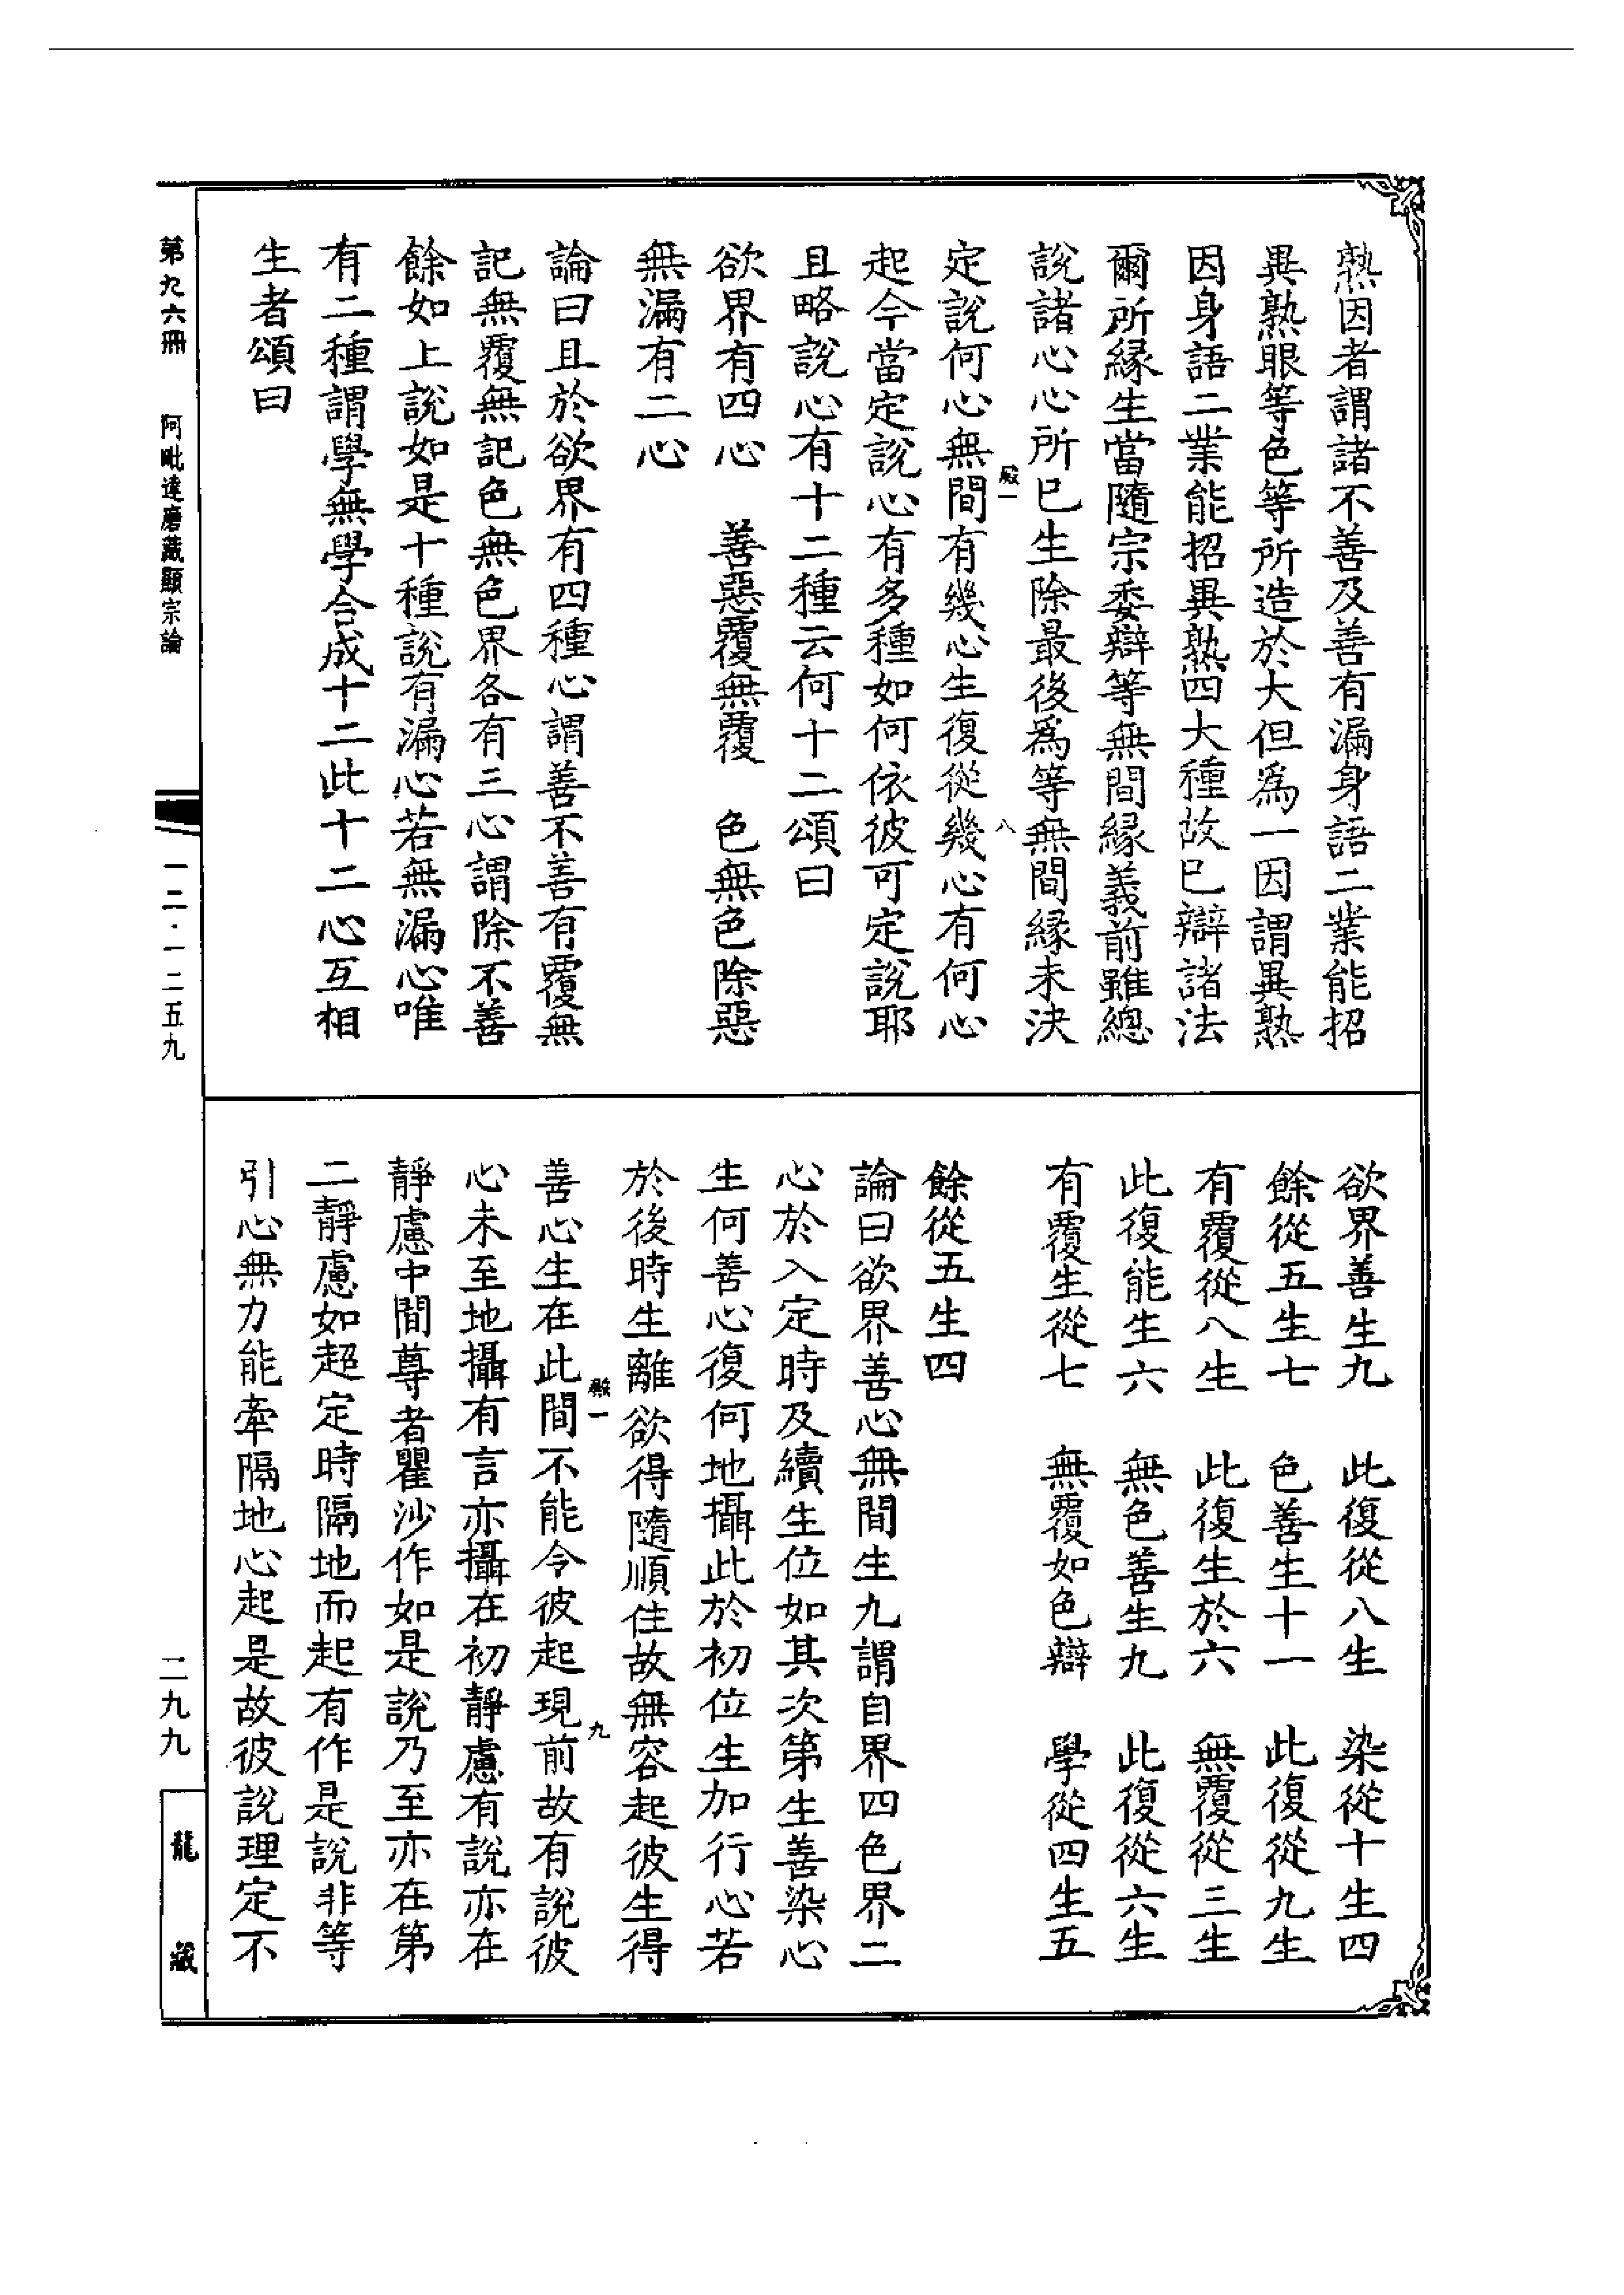 熟因者謂諸不善及善有漏身語二業能招
異熟眼等色等所造於大但爲一因謂異熟
因身語二業能招異熟四大種故已辯諸法
爾所縁生當隨宗委辯等無間縁義前雖總
說諸心心所已生除最後爲等無間縁未決
殿一
八
定說何心無間有幾心生復從幾心有何心
起今當定說心有多種如何依彼可定說耶
且略說心有十二種云何十二頌曰
欲界有四心　善惡覆無覆　色無色除惡
無漏有二心
論曰且於欲界有四種心謂善不善有覆無
記無覆無記色無色界各有三心謂除不善
餘如上說如是十種說有漏心若無漏心唯
有二種謂學無學合成十二此十二心互相
生者頌曰
欲界善生九　此復從八生　染從十生四
餘從五生七　色善生十一　此復從九生
有覆從八生　此復生於六　無覆從三生
此復能生六　無色善生九　此復從六生
有覆生從七　無覆如色辯　學從四生五
餘從五生四
論曰欲界善心無間生九謂自界四色界二
心於入定時及續生位如其次第生善染心
生何善心復何地攝此於初位生加行心若
於後時生離欲得隨順住故無容起彼生得
殿一
九
善心生在此間不能令彼起現前故有說彼
心未至地攝有言亦攝在初靜慮有說亦在
靜慮中間尊者瞿沙作如是說乃至亦在第
二靜慮如超定時隔地而起有作是說非等
引心無力能牽隔地心起是故彼說理定不
第九六冊　阿毗達磨藏顯宗論
一二·一二五九
二九九
龍藏